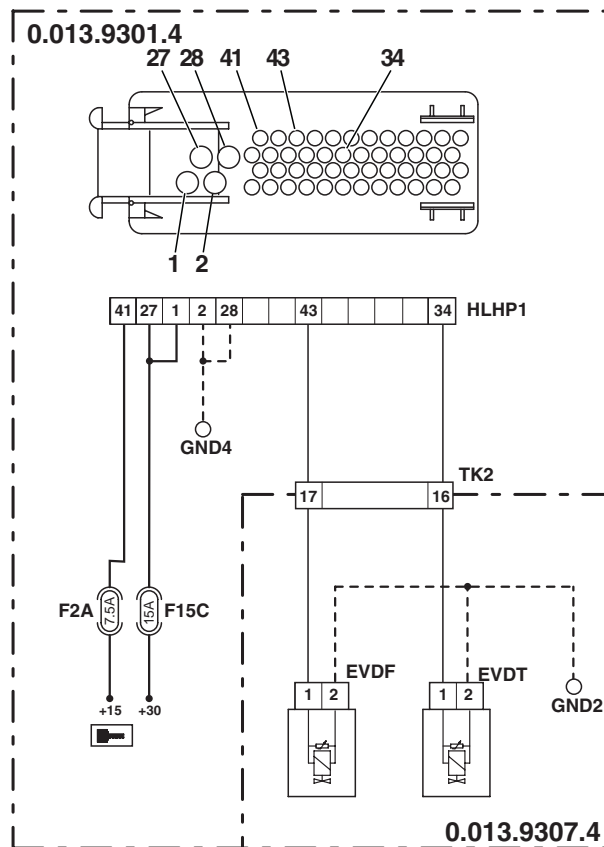 0.013.9301.4
27 28 41 43 34
1 2
41 27 1 2 28 43 34 HLHP1
GND4
TK2
17 16
F2A 7.5A 15A F15C
EVDF EVDT
1 2 1 2
GND2
+15 +30
0.013.9307.4